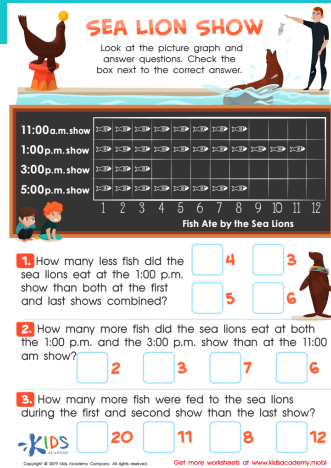 SEA LION SHOW
Look at the picture graph and
answer questions. Check the
box next to the correct answer.
11:00a.m.show
1:00p.m.show
3:00p.m.show
5:00p.m.show
1 2 3 4 5 6 7 8 9 10 11 12
Fish Ate by the Sea Lions
1. How many less fish did the
sea lions eat at the 1:00 p.m.
show than both at the first
and last shows combined?
4 3
5 6
2. How many more fish did the sea lions eat at both
the 1:00 p.m. and the 3:00 p.m. show than at the 11:00
am show?
2 3 7 6
3. How many more fish were fed to the sea lions
during the first and second show than the last show?
20 11 8 12
KIDS
ACADEMY
Copyright © 2019 Kids Academy Company. All rights reserved
Get more worksheets at www.kidsacademy.mobi